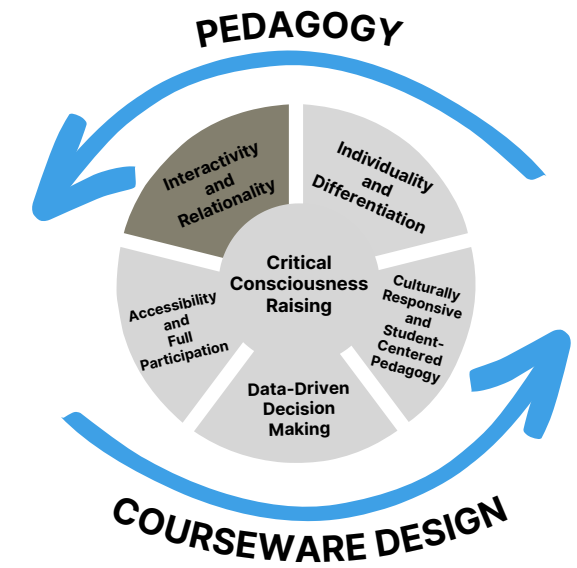 PEDAGOGY
Interactivity
and
Relationality
Individuality
and
Differentiation
Critical
Consciousness
Raising
Accessibility
and
Full
Participation
Culturally
Responsive
and
Student-
Centered
Pedagogy
Data-Driven
Decision
Making
COURSEWARE DESIGN